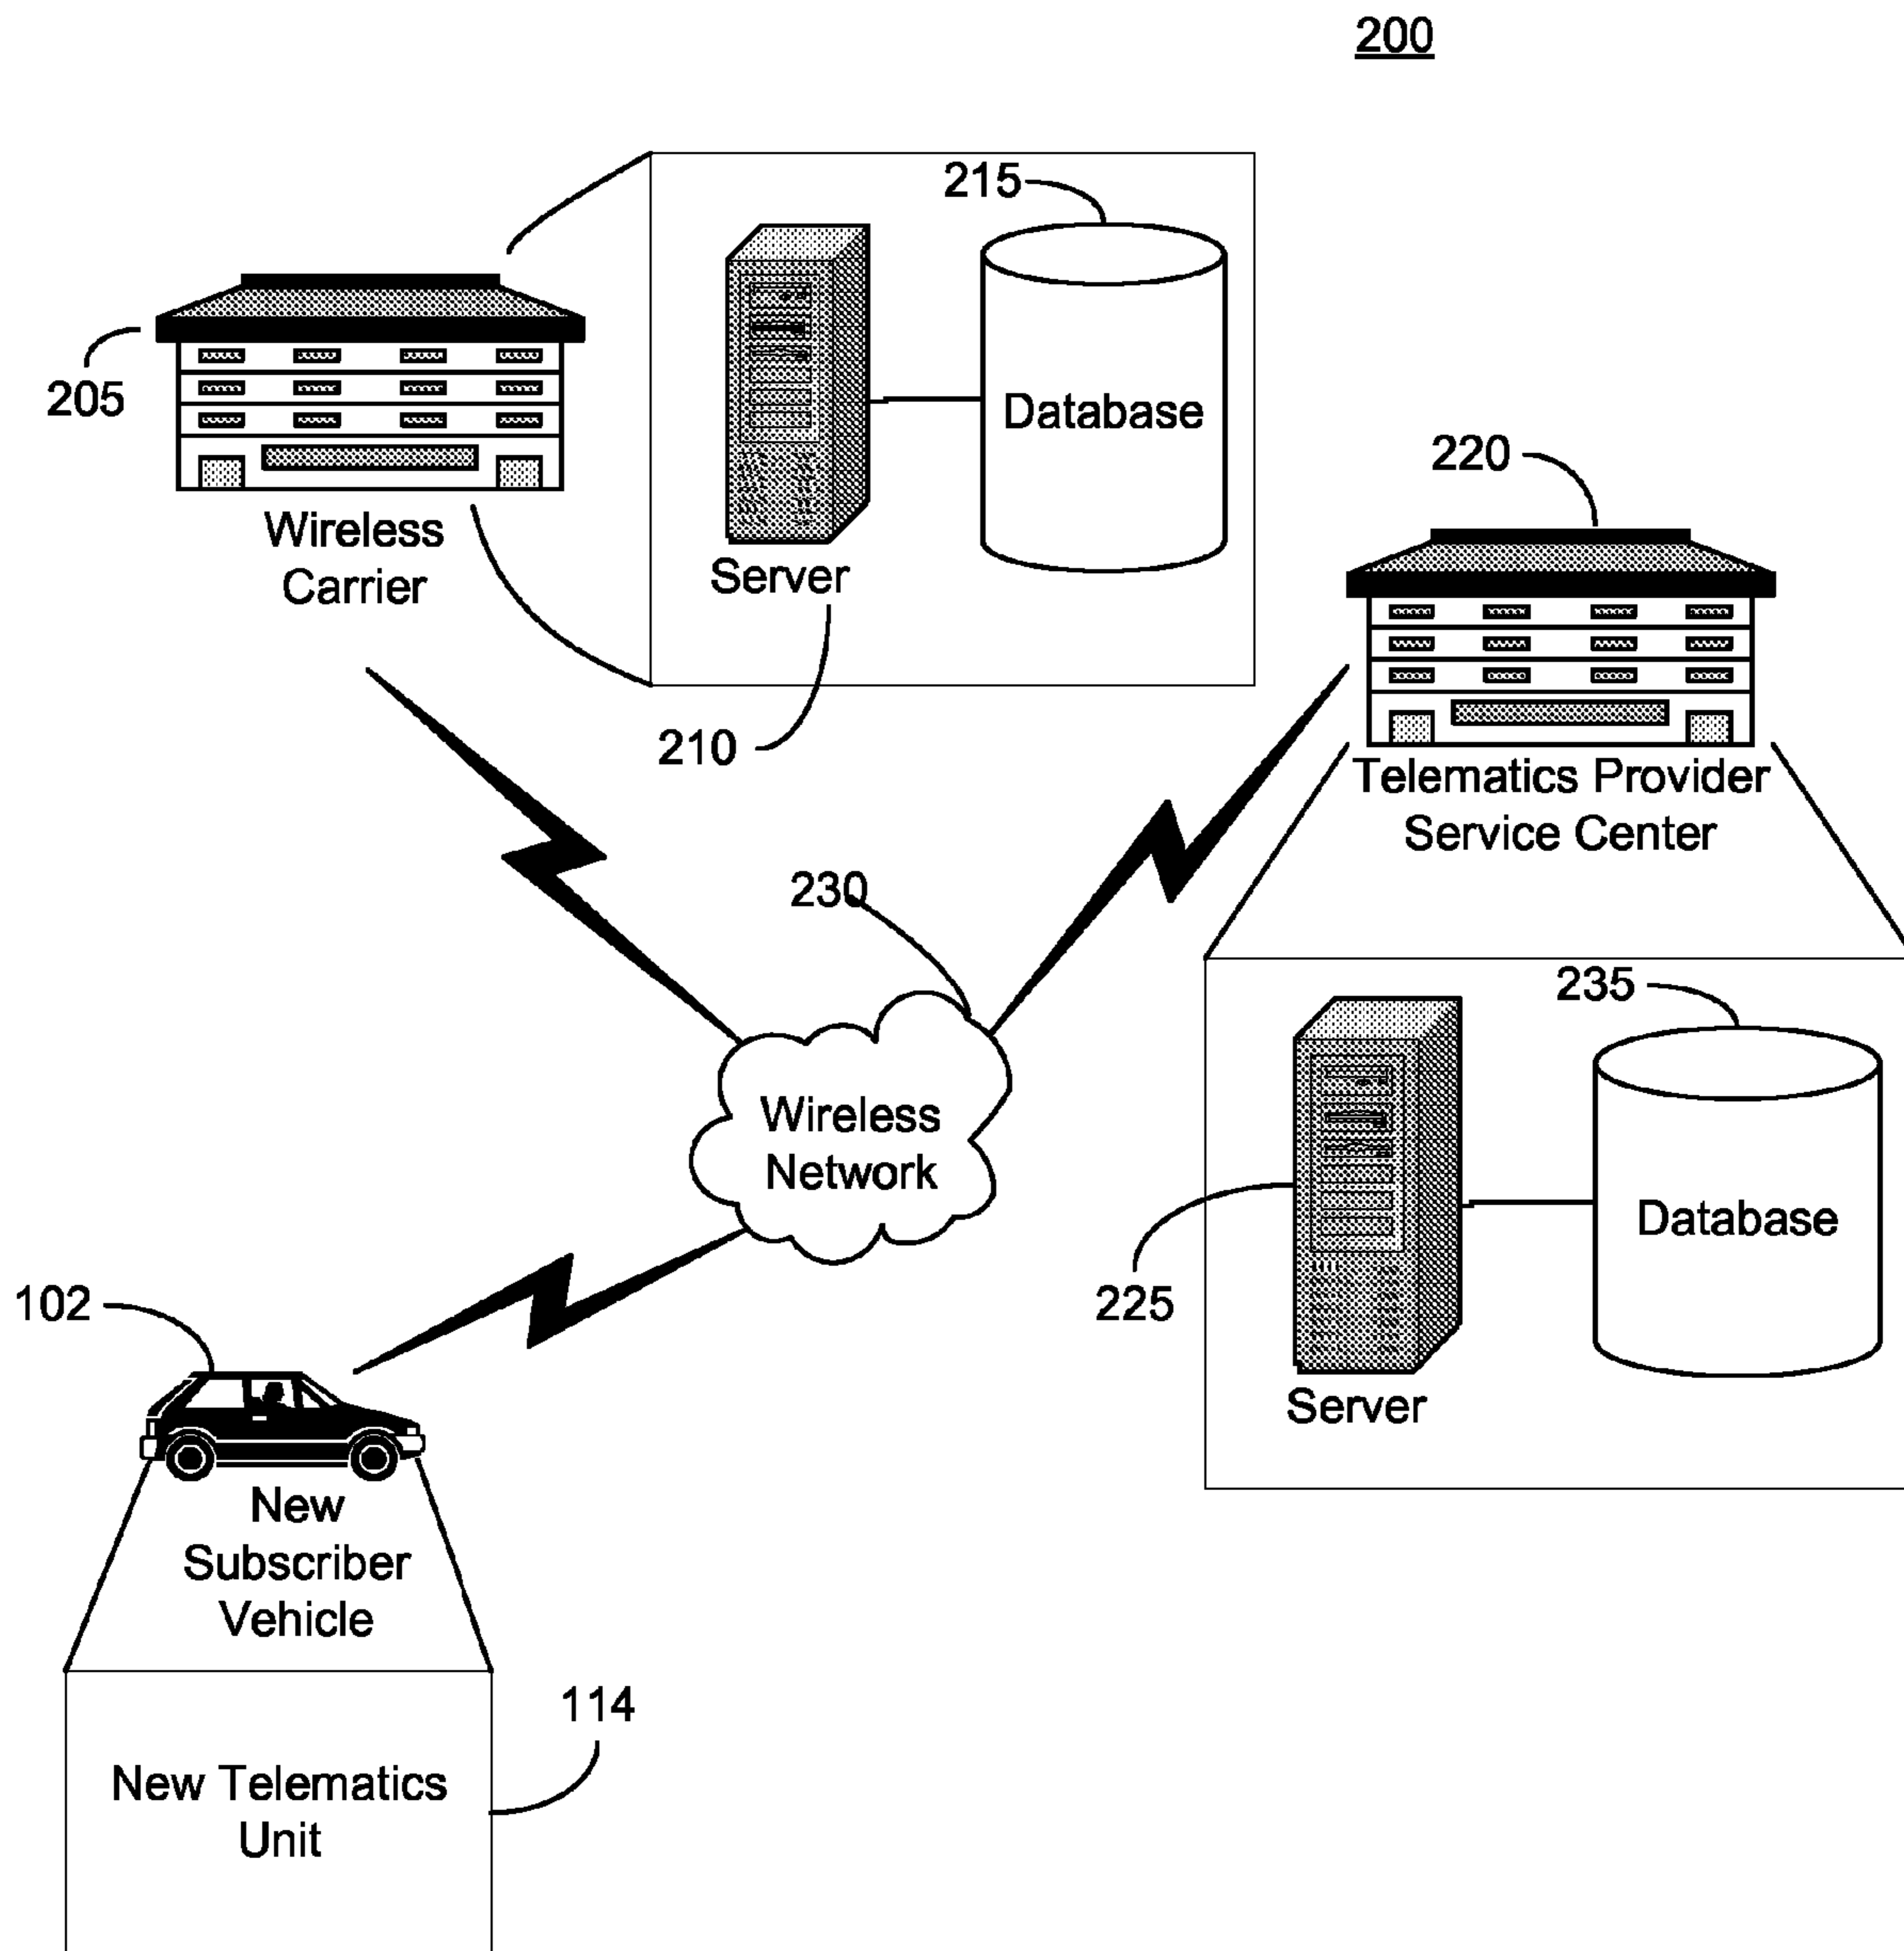 200
215
205
Database
220
Wireless
Carrier
Server
210
Telematics Provider
Service Center
230
235
Wireless
Network
Database
225
102
Server
New
Subscriber
Vehicle
114
New Telematics
Unit